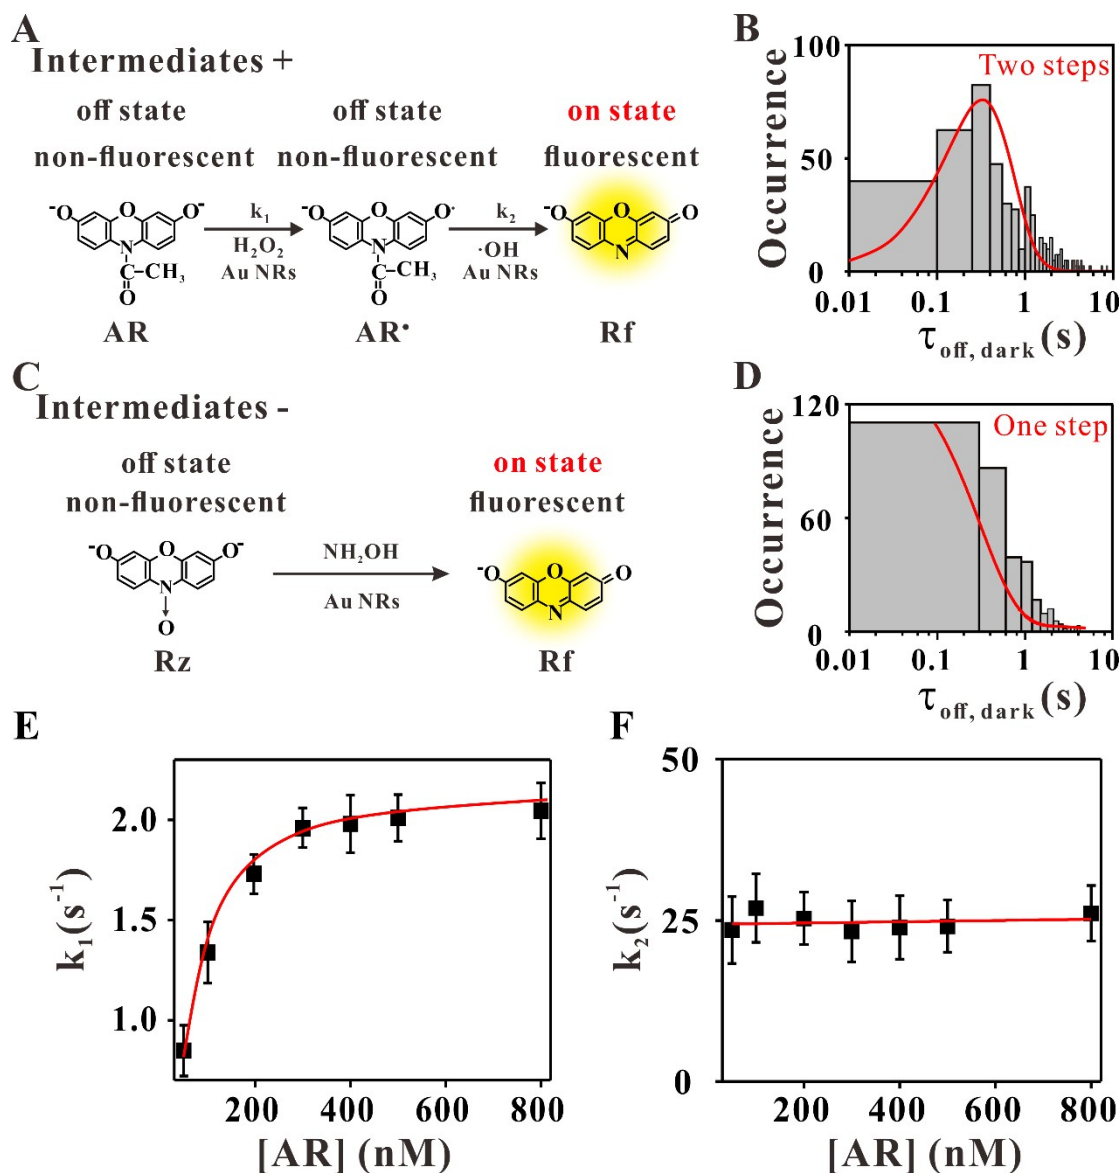 A
Intermediates +
off state
non-fluorescent
off state
non-fluorescent
on state
fluorescent
⁻O O O⁻
N
C–CH₃
O
AR
k₁
H₂O₂
Au NRs
⁻O O O·
N
C–CH₃
O
AR•
k₂
·OH
Au NRs
⁻O O O
N
Rf
B
Occurrence
100
50
0
Two steps
0.01 0.1 1 10
τoff, dark (s)
C
Intermediates -
off state
non-fluorescent
on state
fluorescent
⁻O O O⁻
N
O
Rz
NH₂OH
Au NRs
⁻O O O
N
Rf
D
Occurrence
120
60
0
One step
0.01 0.1 1 10
τoff, dark (s)
E
k₁(s⁻¹)
2.0
1.5
1.0
200 400 600 800
[AR] (nM)
F
k₂(s⁻¹)
50
25
0
200 400 600 800
[AR] (nM)